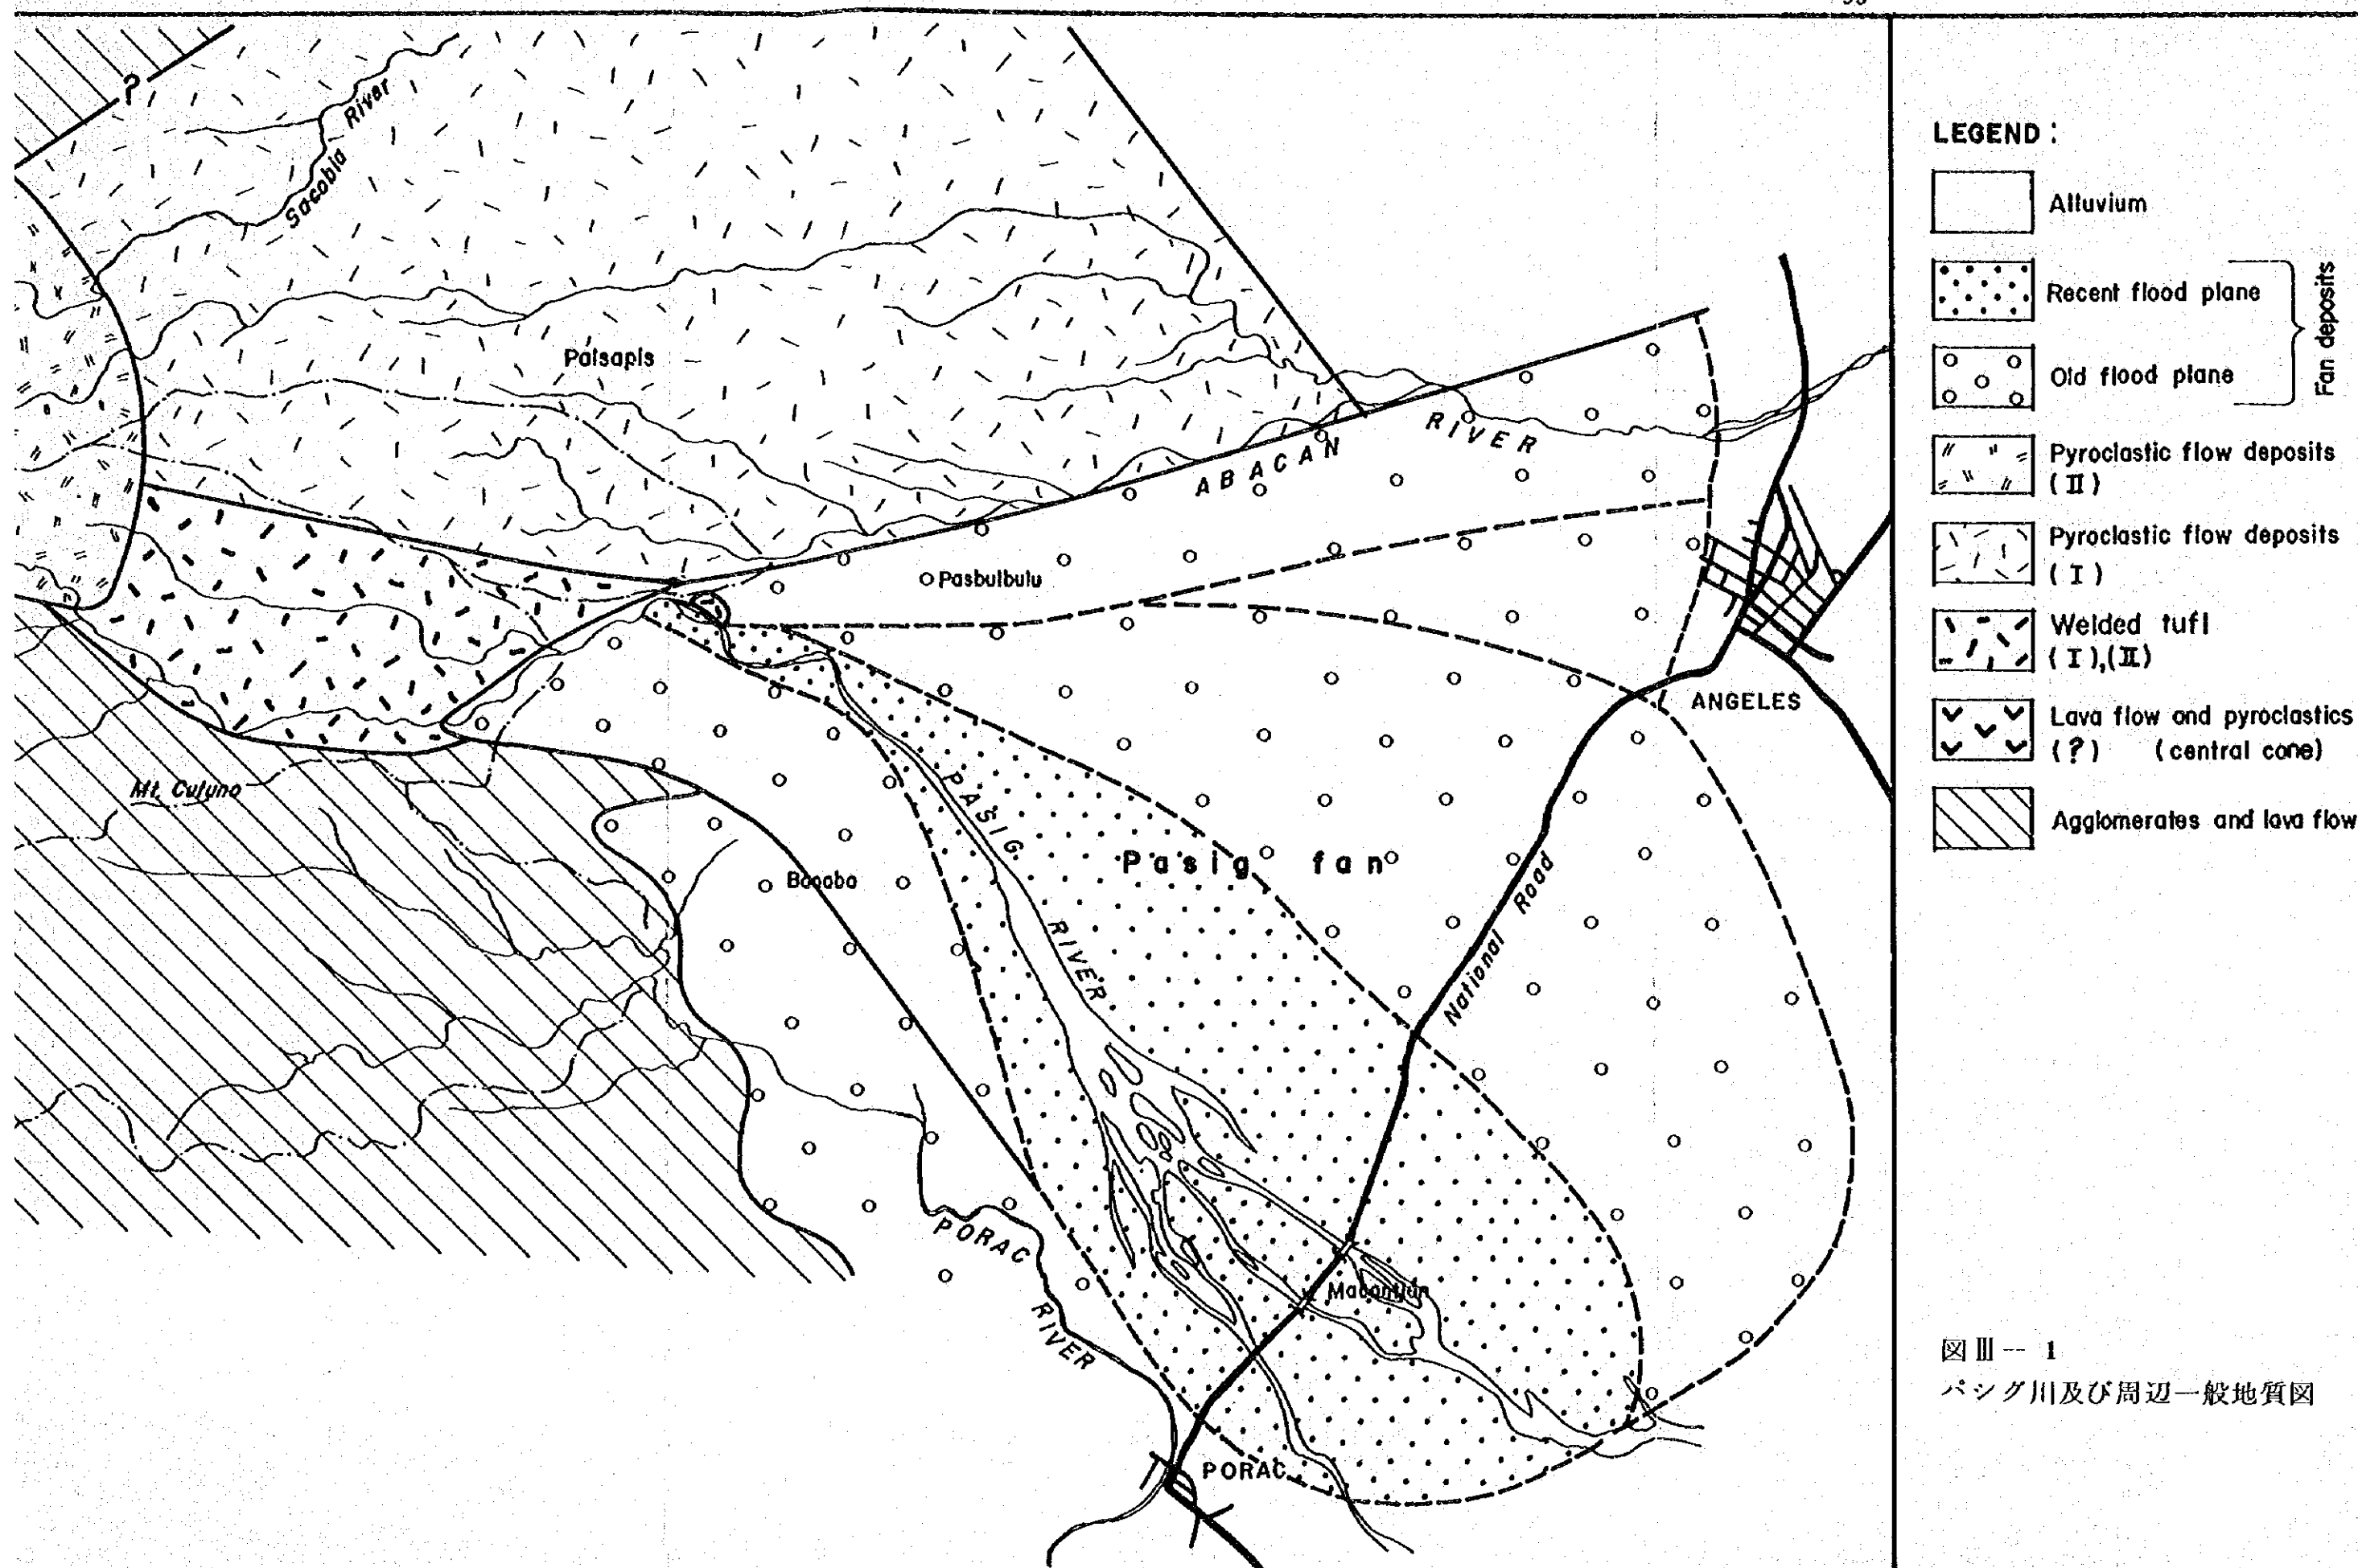 ?
Sacobia River
Palsapis
ABACAN RIVER
Pasbulbulu
ANGELES
Mt. Cutuno
PASIG RIVER
Pasig fan
National Road
PORAC RIVER
PORAC
LEGEND :
Alluvium
Recent flood plane
Old flood plane
Fan deposits
Pyroclastic flow deposits
(II)
Pyroclastic flow deposits
(I)
Welded tuff
(I),(II)
Lava flow and pyroclastics
(?) (central cone)
Agglomerates and lava flow
図 III -- 1
パシグ川及び周辺一般地質図